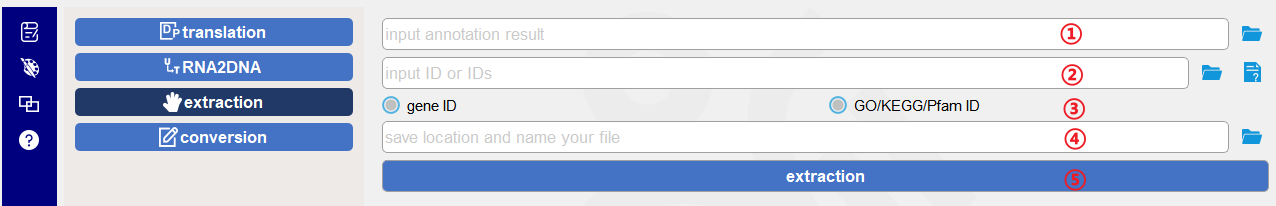 translation
RNA2DNA
extraction
conversion
input annotation result ①
input ID or IDs ②
gene ID GO/KEGG/Pfam ID ③
save location and name your file ④
extraction ⑤